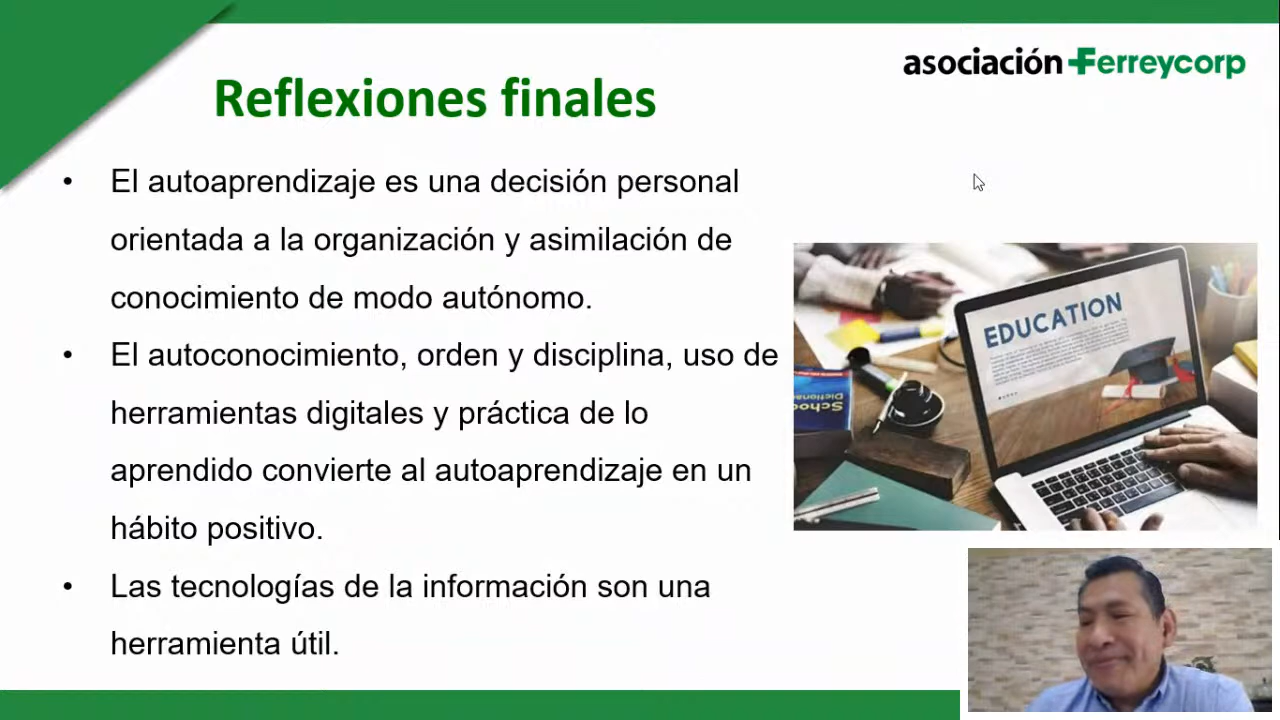 asociación Ferreycorp
Reflexiones finales
• El autoaprendizaje es una decisión personal
orientada a la organización y asimilación de
conocimiento de modo autónomo.
• El autoconocimiento, orden y disciplina, uso de
herramientas digitales y práctica de lo
aprendido convierte al autoaprendizaje en un
hábito positivo.
• Las tecnologías de la información son una
herramienta útil.
EDUCATION
School
Dictionary